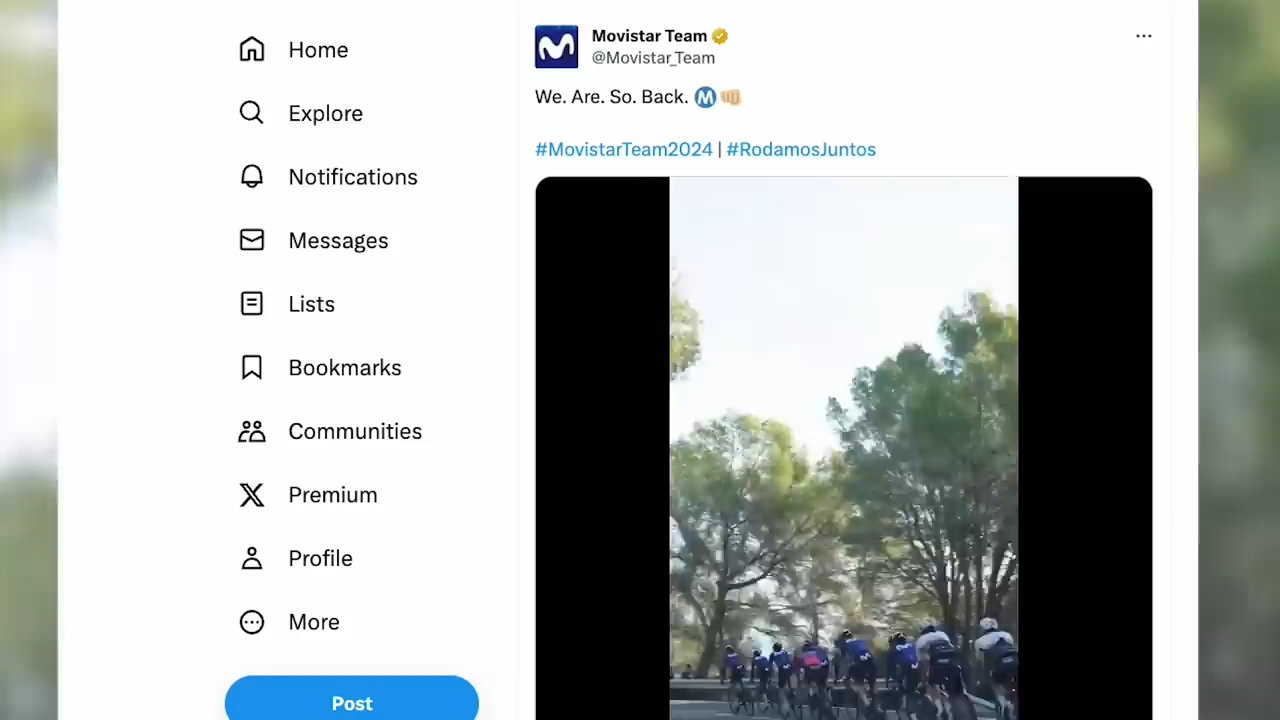 Home
Explore
Notifications
Messages
Lists
Bookmarks
Communities
Premium
Profile
More
Post
Movistar Team
@Movistar_Team
We. Are. So. Back. Ⓜ️👊🏼
#MovistarTeam2024 | #RodamosJuntos